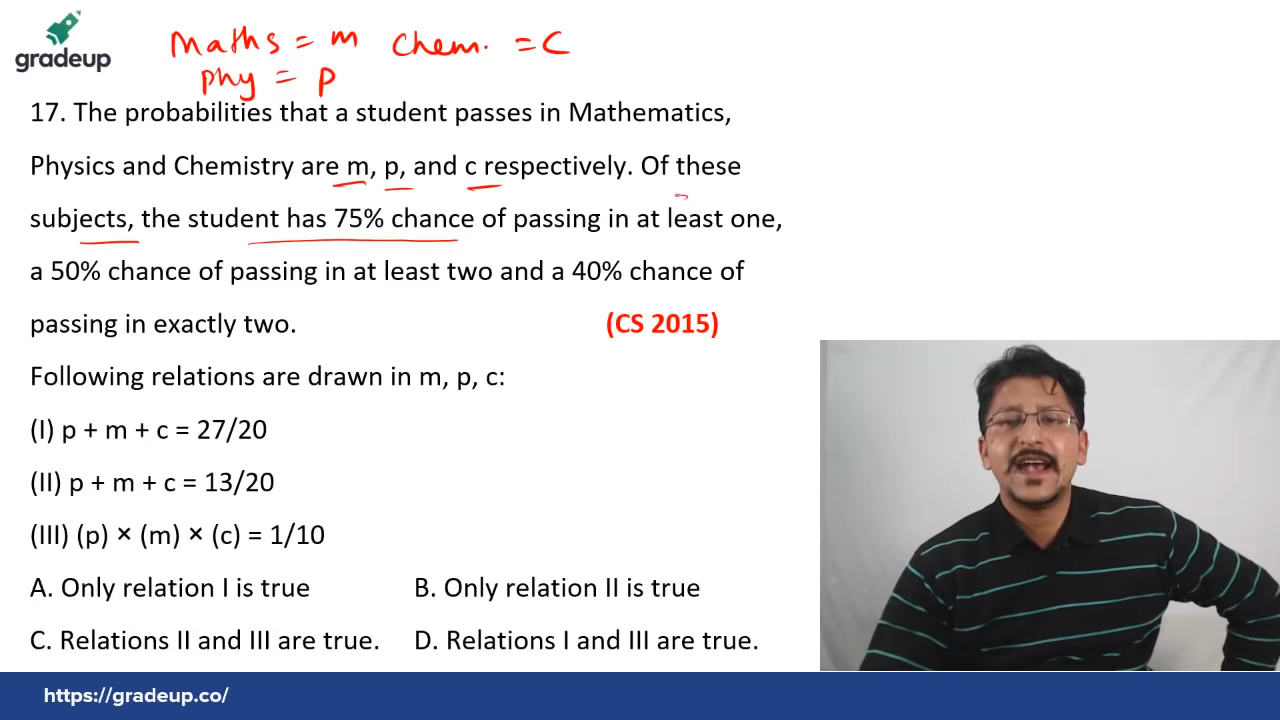 gradeup
Maths = m Chem. = C
Phy = P
17. The probabilities that a student passes in Mathematics,
Physics and Chemistry are m, p, and c respectively. Of these
subjects, the student has 75% chance of passing in at least one,
a 50% chance of passing in at least two and a 40% chance of
passing in exactly two. (CS 2015)
Following relations are drawn in m, p, c:
(I) p + m + c = 27/20
(II) p + m + c = 13/20
(III) (p) × (m) × (c) = 1/10
A. Only relation I is true B. Only relation II is true
C. Relations II and III are true. D. Relations I and III are true.
https://gradeup.co/